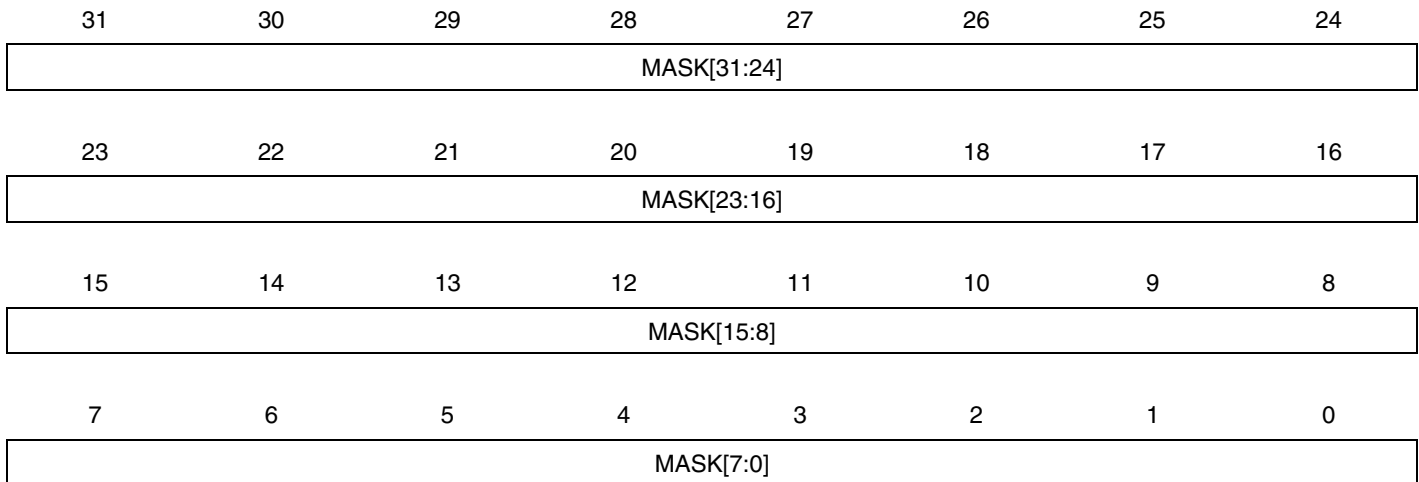 31 30 29 28 27 26 25 24
MASK[31:24]
23 22 21 20 19 18 17 16
MASK[23:16]
15 14 13 12 11 10 9 8
MASK[15:8]
7 6 5 4 3 2 1 0
MASK[7:0]